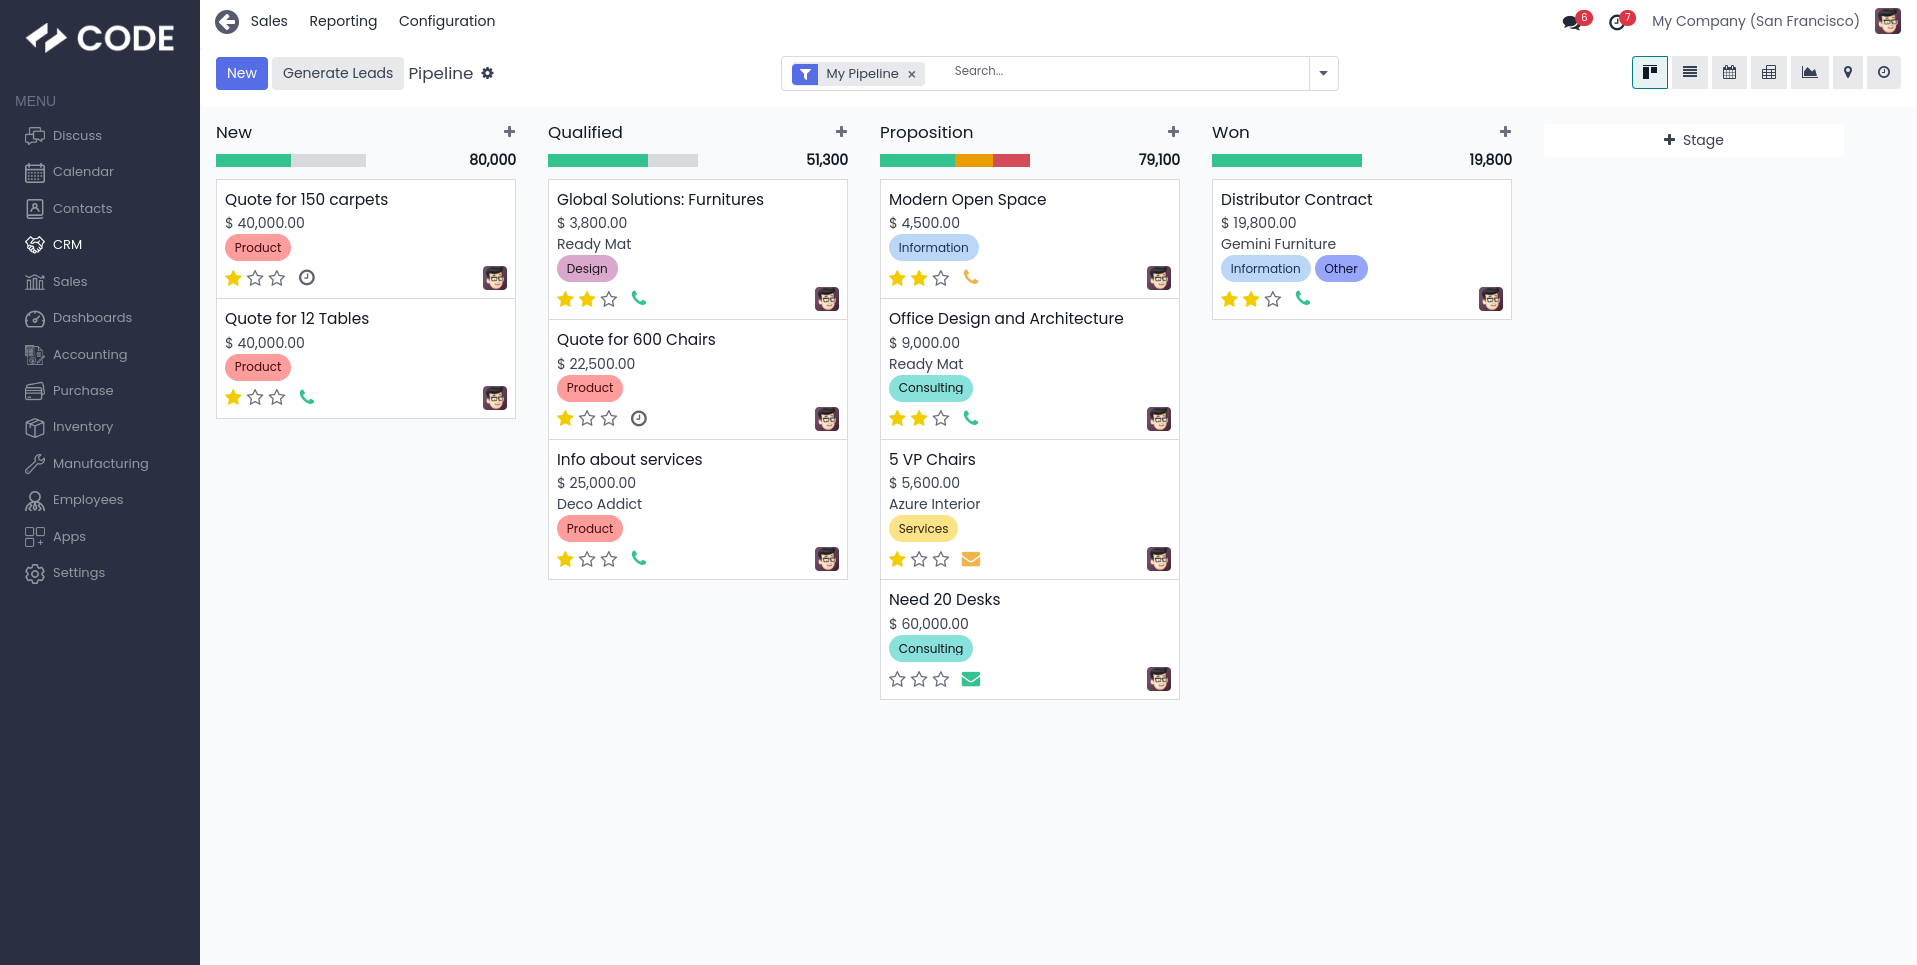 CODE
Sales Reporting Configuration
6 7 My Company (San Francisco)
New Generate Leads Pipeline
My Pipeline × Search...
MENU
Discuss
Calendar
Contacts
CRM
Sales
Dashboards
Accounting
Purchase
Inventory
Manufacturing
Employees
Apps
Settings
New +
80,000
Quote for 150 carpets
$ 40,000.00
Product
Quote for 12 Tables
$ 40,000.00
Product
Qualified +
51,300
Global Solutions: Furnitures
$ 3,800.00
Ready Mat
Design
Quote for 600 Chairs
$ 22,500.00
Product
Info about services
$ 25,000.00
Deco Addict
Product
Proposition +
79,100
Modern Open Space
$ 4,500.00
Information
Office Design and Architecture
$ 9,000.00
Ready Mat
Consulting
5 VP Chairs
$ 5,600.00
Azure Interior
Services
Need 20 Desks
$ 60,000.00
Consulting
Won +
19,800
Distributor Contract
$ 19,800.00
Gemini Furniture
Information Other
+ Stage